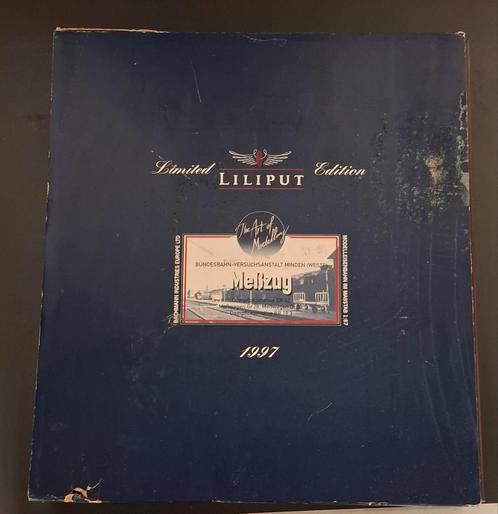 Limited Edition
LILIPUT
The Art of
Modelling
BUNDESBAHN-VERSUCHSANSTALT MINDEN (WESTF)
Meßzug
BACHMANN INDUSTRIES EUROPE LTD
MODELLEISENBAHN IM MAßSTAB 1:87
1997